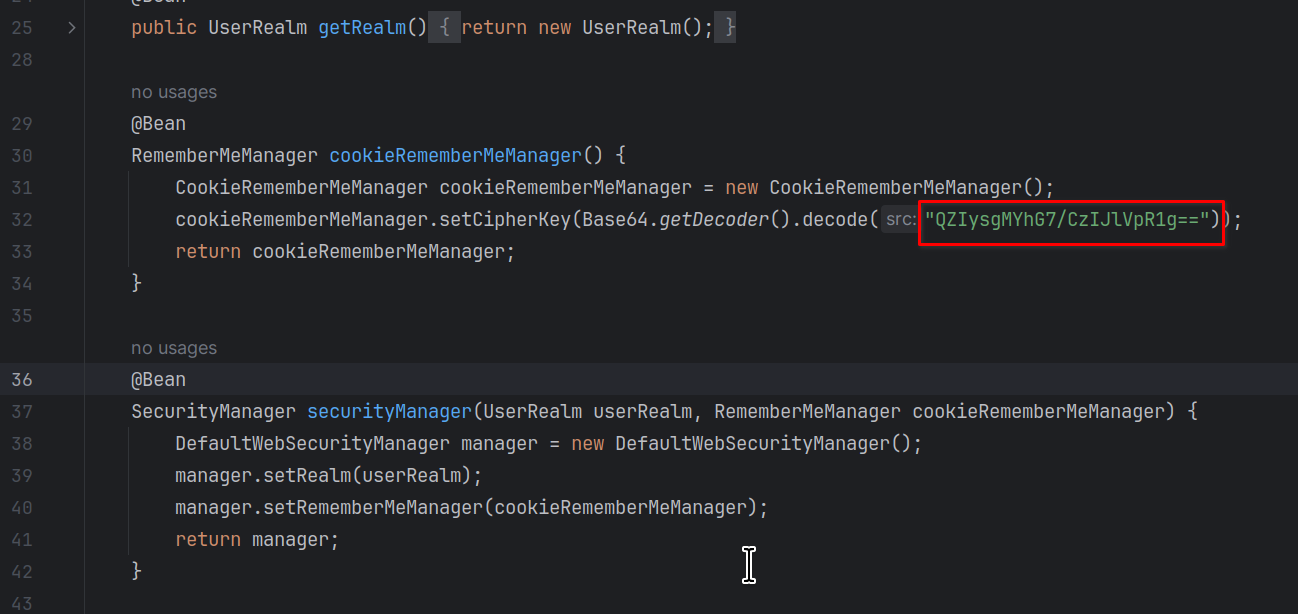 24 @Bean
25 public UserRealm getRealm() { return new UserRealm(); }
28
no usages
29 @Bean
30 RememberMeManager cookieRememberMeManager() {
31 CookieRememberMeManager cookieRememberMeManager = new CookieRememberMeManager();
32 cookieRememberMeManager.setCipherKey(Base64.getDecoder().decode( src: "QZIysgMYhG7/CzIJlVpR1g=="));
33 return cookieRememberMeManager;
34 }
35
no usages
36 @Bean
37 SecurityManager securityManager(UserRealm userRealm, RememberMeManager cookieRememberMeManager) {
38 DefaultWebSecurityManager manager = new DefaultWebSecurityManager();
39 manager.setRealm(userRealm);
40 manager.setRememberMeManager(cookieRememberMeManager);
41 return manager;
42 }
43